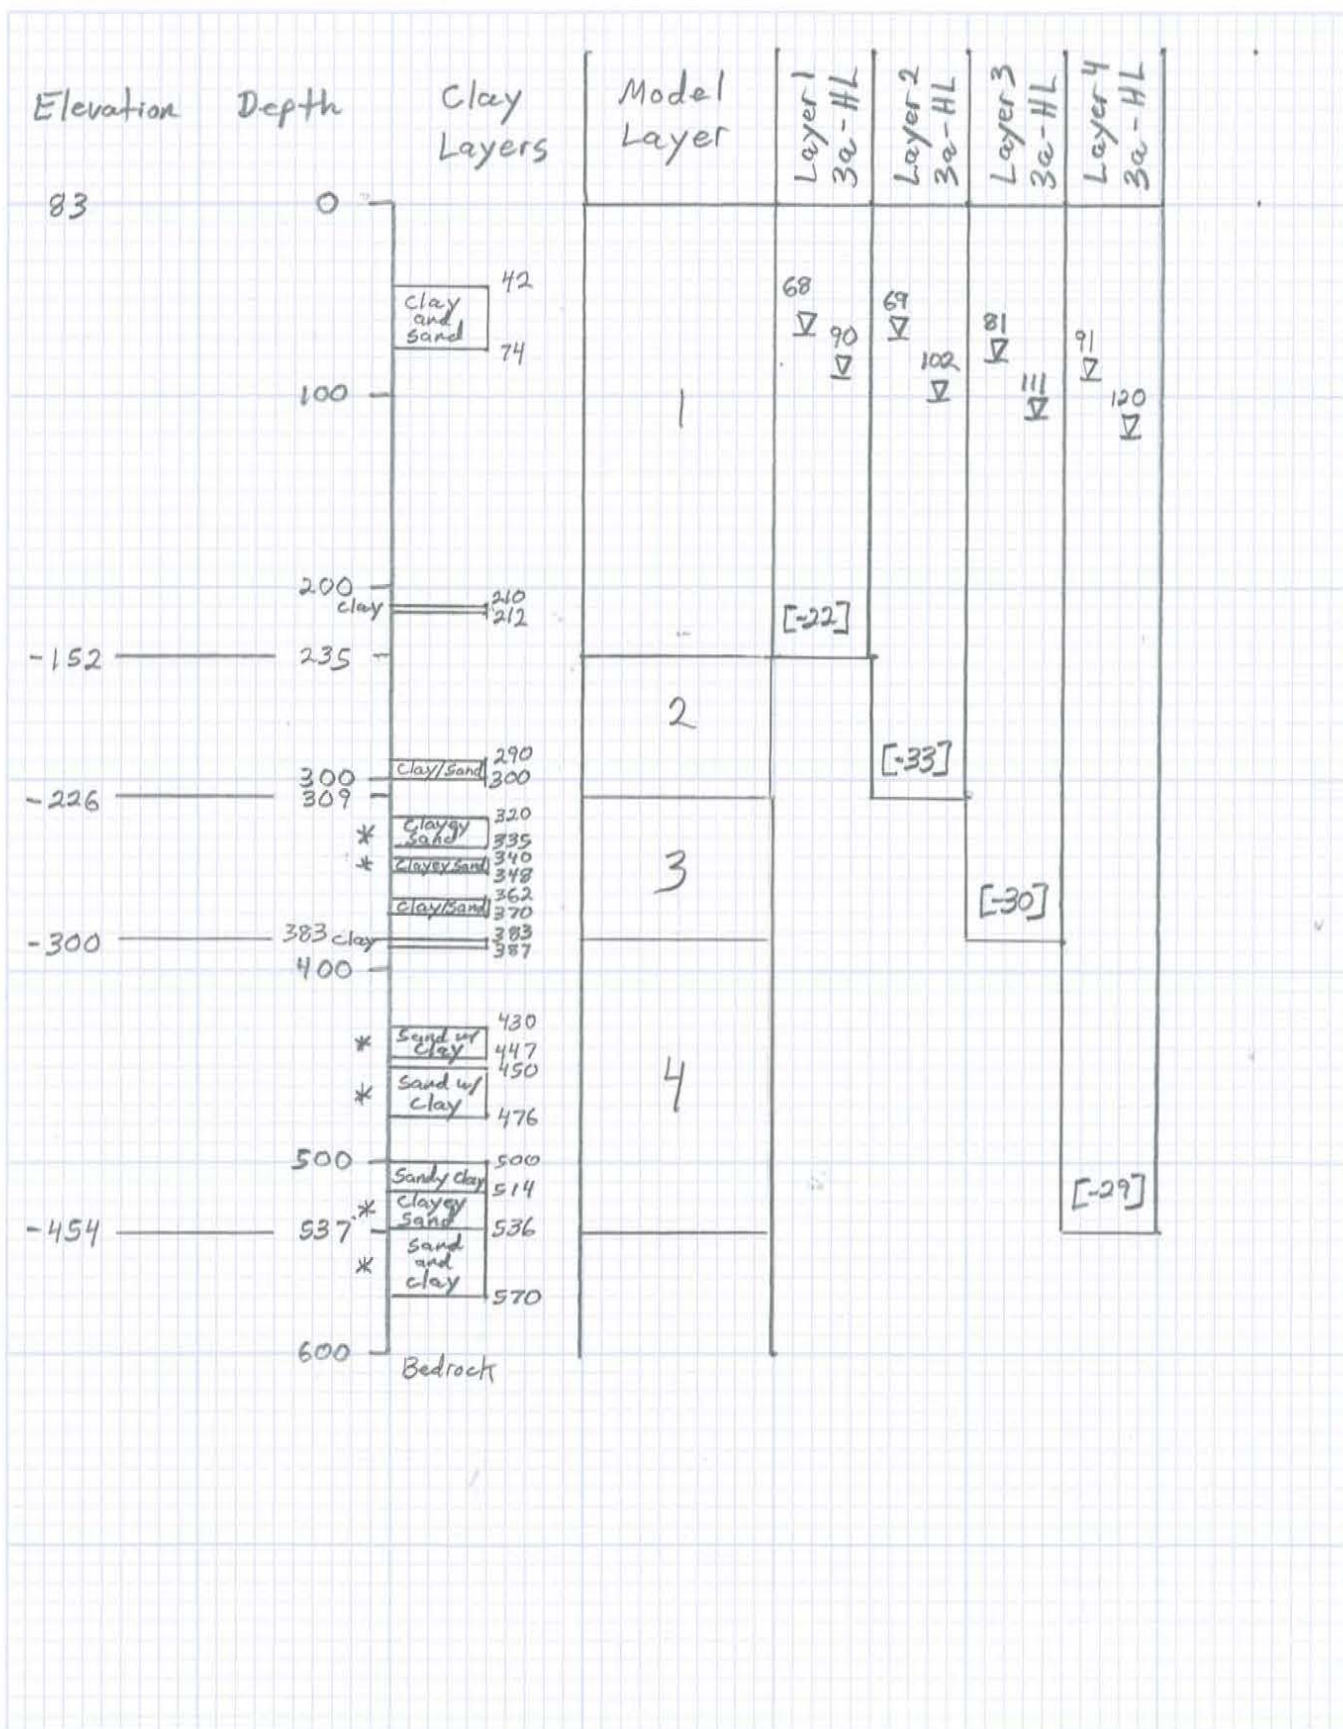 Elevation Depth Clay Layers Model Layer Layer 1 3a-HL Layer 2 3a-HL Layer 3 3a-HL Layer 4 3a-HL
83 0
42
Clay
and
sand
74
68
90
69
102
81
111
91
120
100
1
200
clay 210
212
[-22]
-152 235
2
290
Clay/Sand
300 300
[-33]
-226 309
320
* Clayey
Sand 335
340
* Clayey Sand
348
3
362
Clay/Sand 370
[-30]
-300 383 clay 383
387
400
430
* Sand w/
Clay 447
450
* Sand w/
Clay
476
4
500 500
Sandy Clay 514
* Clayey
Sand
[-29]
-454 537 536
* Sand
and
clay
570
600
Bedrock